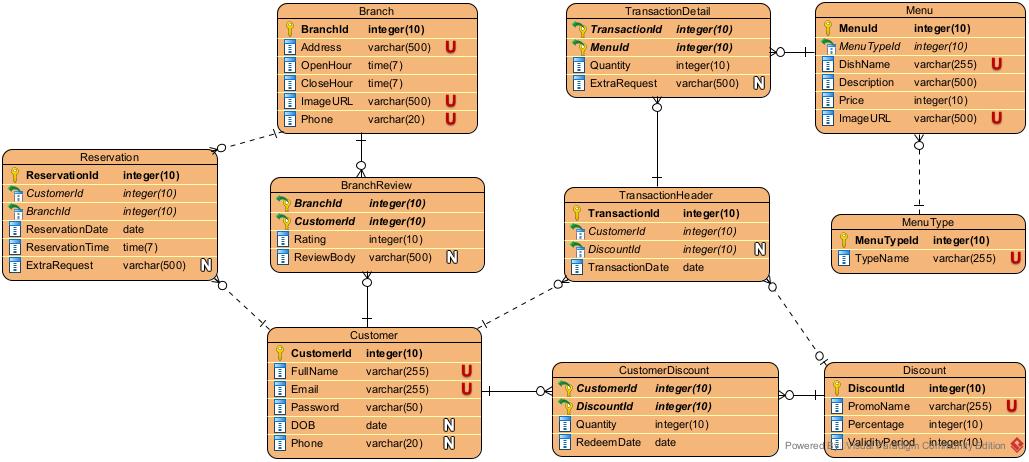 Branch
BranchId integer(10)
Address varchar(500) U
OpenHour time(7)
CloseHour time(7)
ImageURL varchar(500) U
Phone varchar(20) U
TransactionDetail
TransactionId integer(10)
MenuId integer(10)
Quantity integer(10)
ExtraRequest varchar(500) N
Menu
MenuId integer(10)
MenuTypeId integer(10)
DishName varchar(255) U
Description varchar(500)
Price integer(10)
ImageURL varchar(500) U
Reservation
ReservationId integer(10)
CustomerId integer(10)
BranchId integer(10)
ReservationDate date
ReservationTime time(7)
ExtraRequest varchar(500) N
BranchReview
BranchId integer(10)
CustomerId integer(10)
Rating integer(10)
ReviewBody varchar(500) N
TransactionHeader
TransactionId integer(10)
CustomerId integer(10)
DiscountId integer(10) N
TransactionDate date
MenuType
MenuTypeId integer(10)
TypeName varchar(255) U
Customer
CustomerId integer(10)
FullName varchar(255) U
Email varchar(255) U
Password varchar(50)
DOB date N
Phone varchar(20) N
CustomerDiscount
CustomerId integer(10)
DiscountId integer(10)
Quantity integer(10)
RedeemDate date
Discount
DiscountId integer(10)
PromoName varchar(255) U
Percentage integer(10)
ValidityPeriod integer(10)
Powered By Visual Paradigm Community Edition